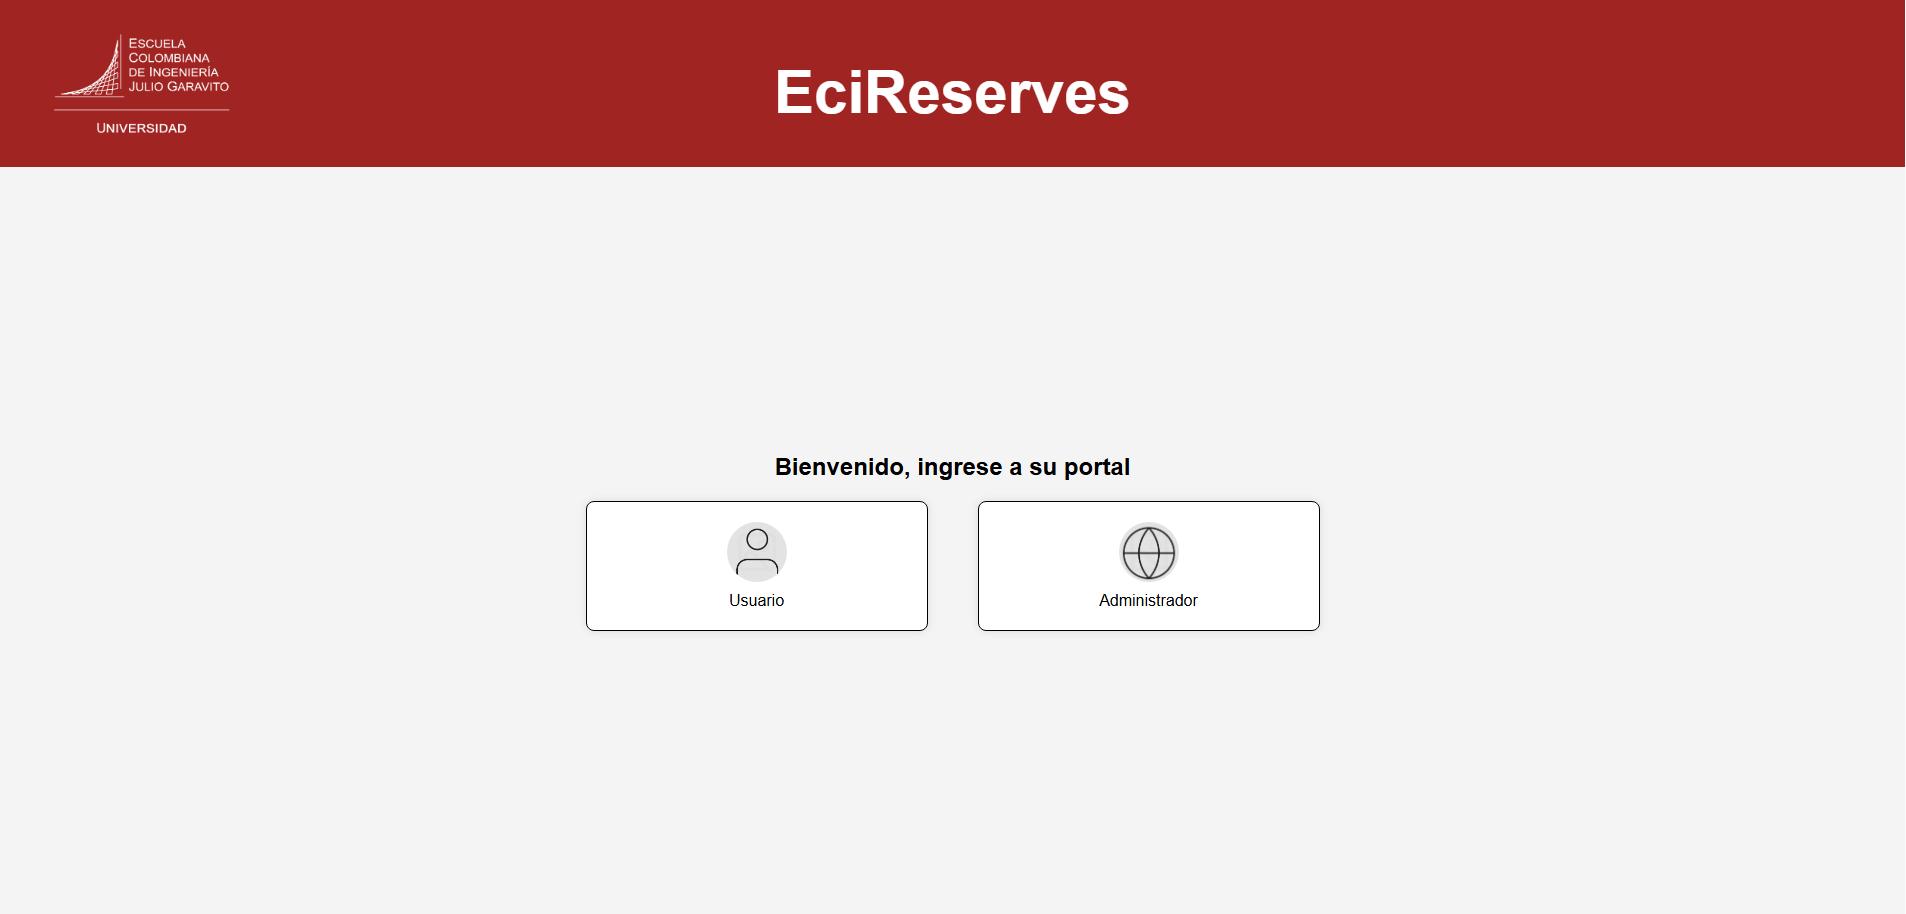 ESCUELA
COLOMBIANA
DE INGENIERÍA
JULIO GARAVITO
UNIVERSIDAD
EciReserves
Bienvenido, ingrese a su portal
Usuario
Administrador